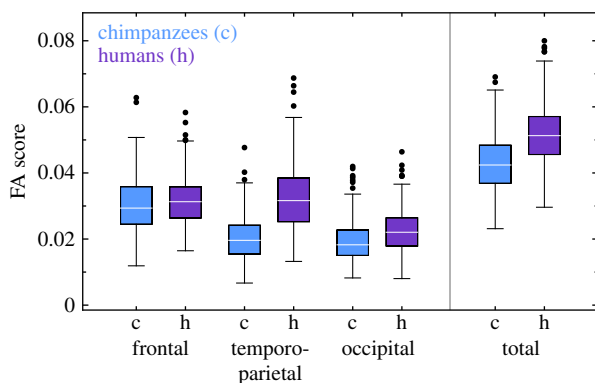 chimpanzees (c)
humans (h)
FA score
0.08
0.06
0.04
0.02
0
c h c h c h c h
frontal temporo-parietal occipital total